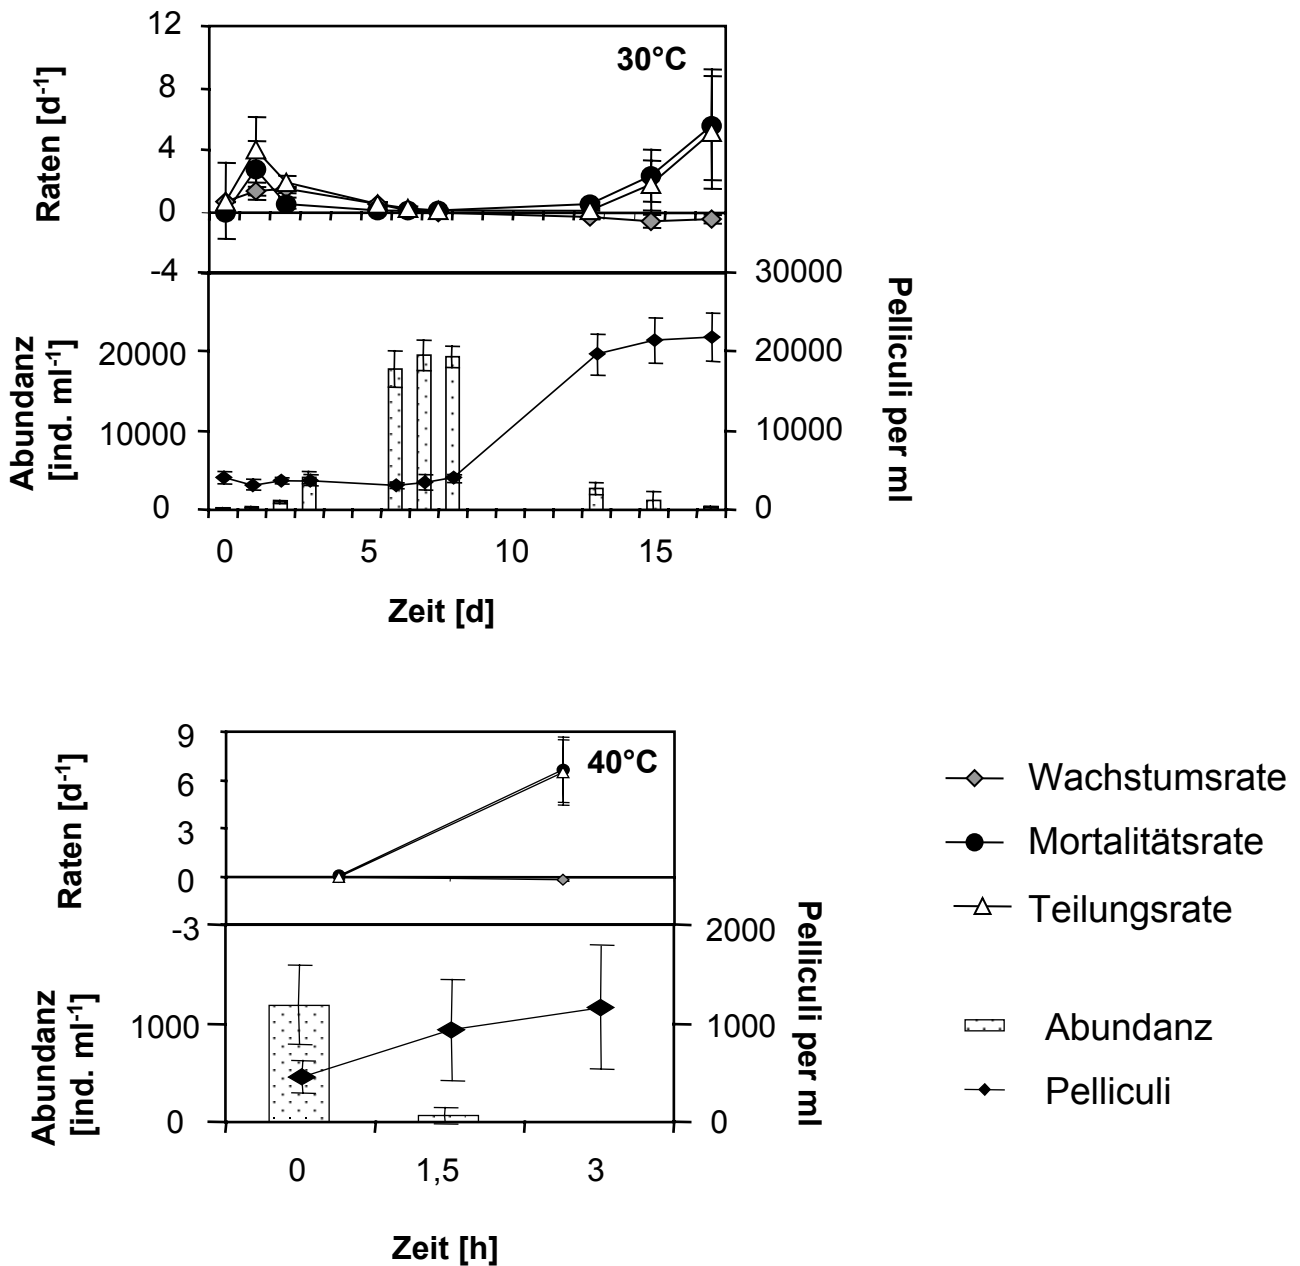 30°C
12
8
4
0
-4
Raten [d-1]
20000
10000
0
Abundanz
[ind. ml-1]
30000
20000
10000
0
Pelliculi per ml
0 5 10 15
Zeit [d]
40°C
9
6
3
0
-3
Raten [d-1]
1000
0
Abundanz
[ind. ml-1]
2000
1000
0
Pelliculi per ml
0 1,5 3
Zeit [h]
Wachstumsrate
Mortalitätsrate
Teilungsrate
Abundanz
Pelliculi